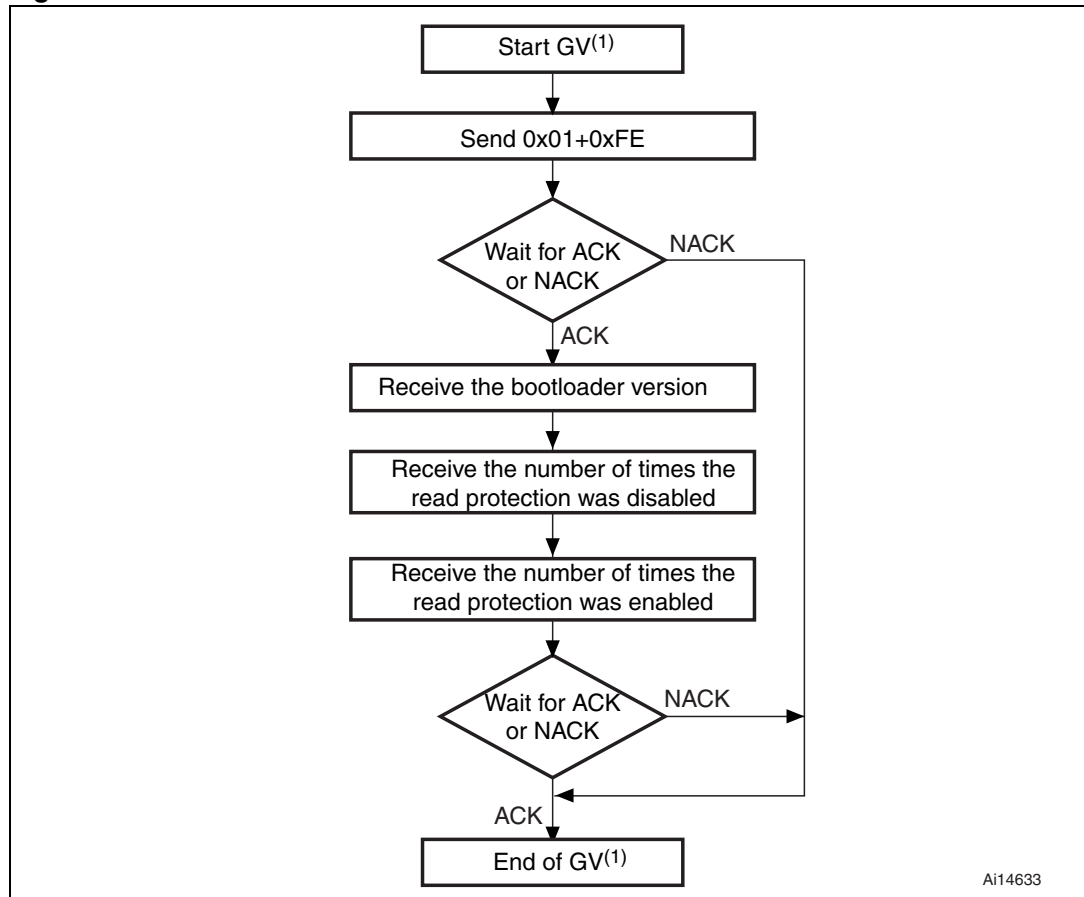 Start GV(1)
Send 0x01+0xFE
Wait for ACK
or NACK
NACK
ACK
Receive the bootloader version
Receive the number of times the
read protection was disabled
Receive the number of times the
read protection was enabled
Wait for ACK
or NACK
NACK
ACK
End of GV(1)
Ai14633